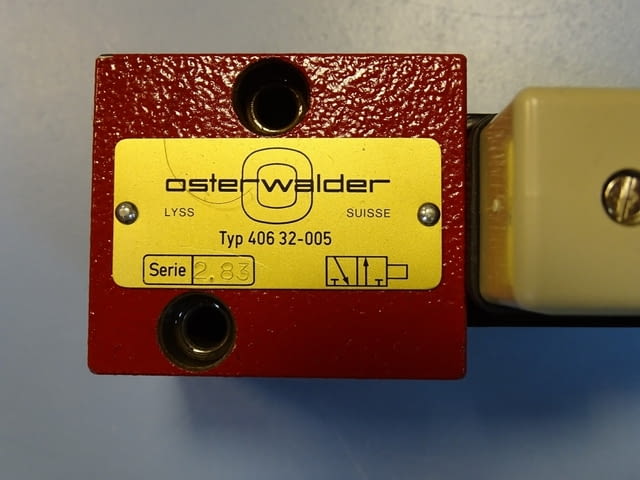 osterwalder
LYSS SUISSE
Typ 406 32-005
Serie 2.83